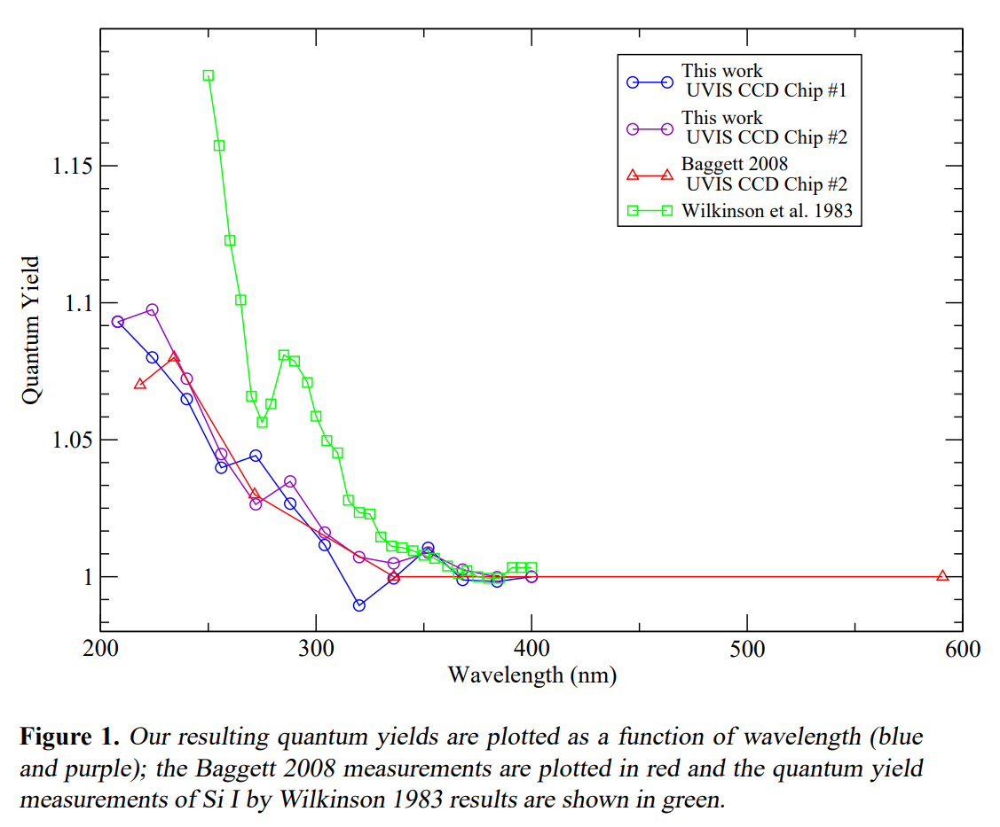 This work
UVIS CCD Chip #1
This work
UVIS CCD Chip #2
Baggett 2008
UVIS CCD Chip #2
Wilkinson et al. 1983
1.15
1.1
1.05
1
Quantum Yield
200
300
400
500
600
Wavelength (nm)
Figure 1. Our resulting quantum yields are plotted as a function of wavelength (blue
and purple); the Baggett 2008 measurements are plotted in red and the quantum yield
measurements of Si I by Wilkinson 1983 results are shown in green.